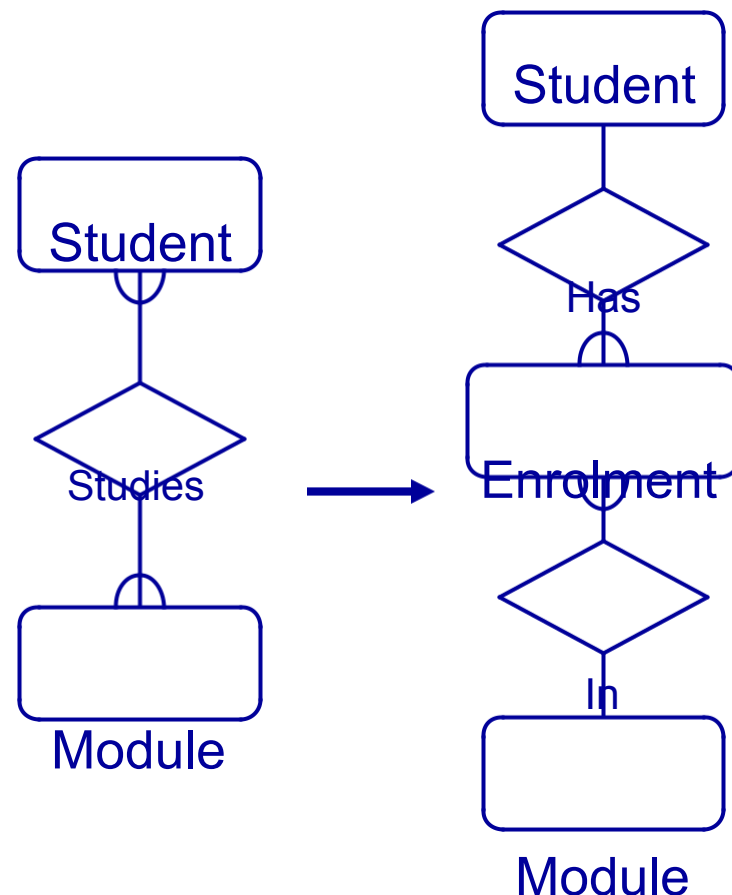 Student
Studies
Module
Student
Has
Enrolment
In
Module